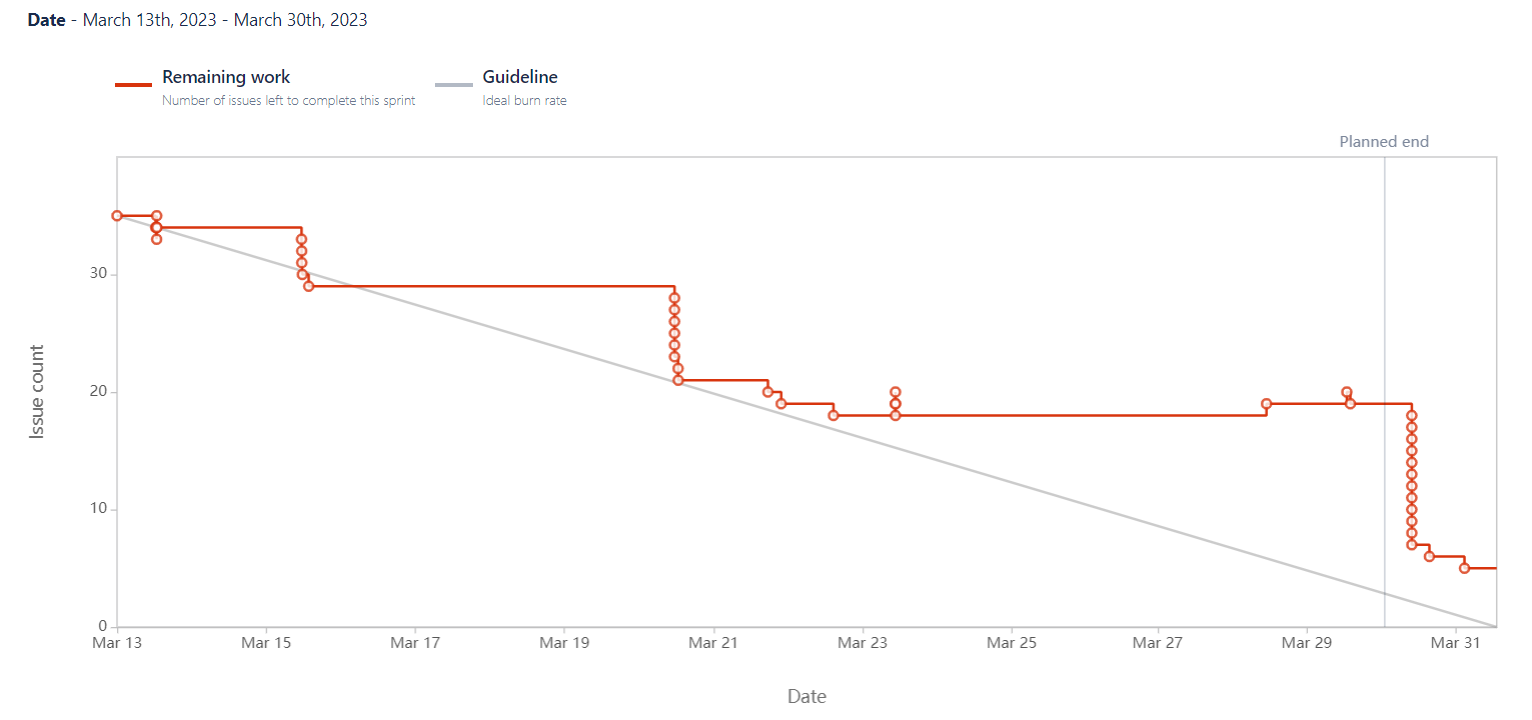 Date - March 13th, 2023 - March 30th, 2023
Remaining work
Number of issues left to complete this sprint
Guideline
Ideal burn rate
Planned end
30
20
10
0
Issue count
Mar 13 Mar 15 Mar 17 Mar 19 Mar 21 Mar 23 Mar 25 Mar 27 Mar 29 Mar 31
Date